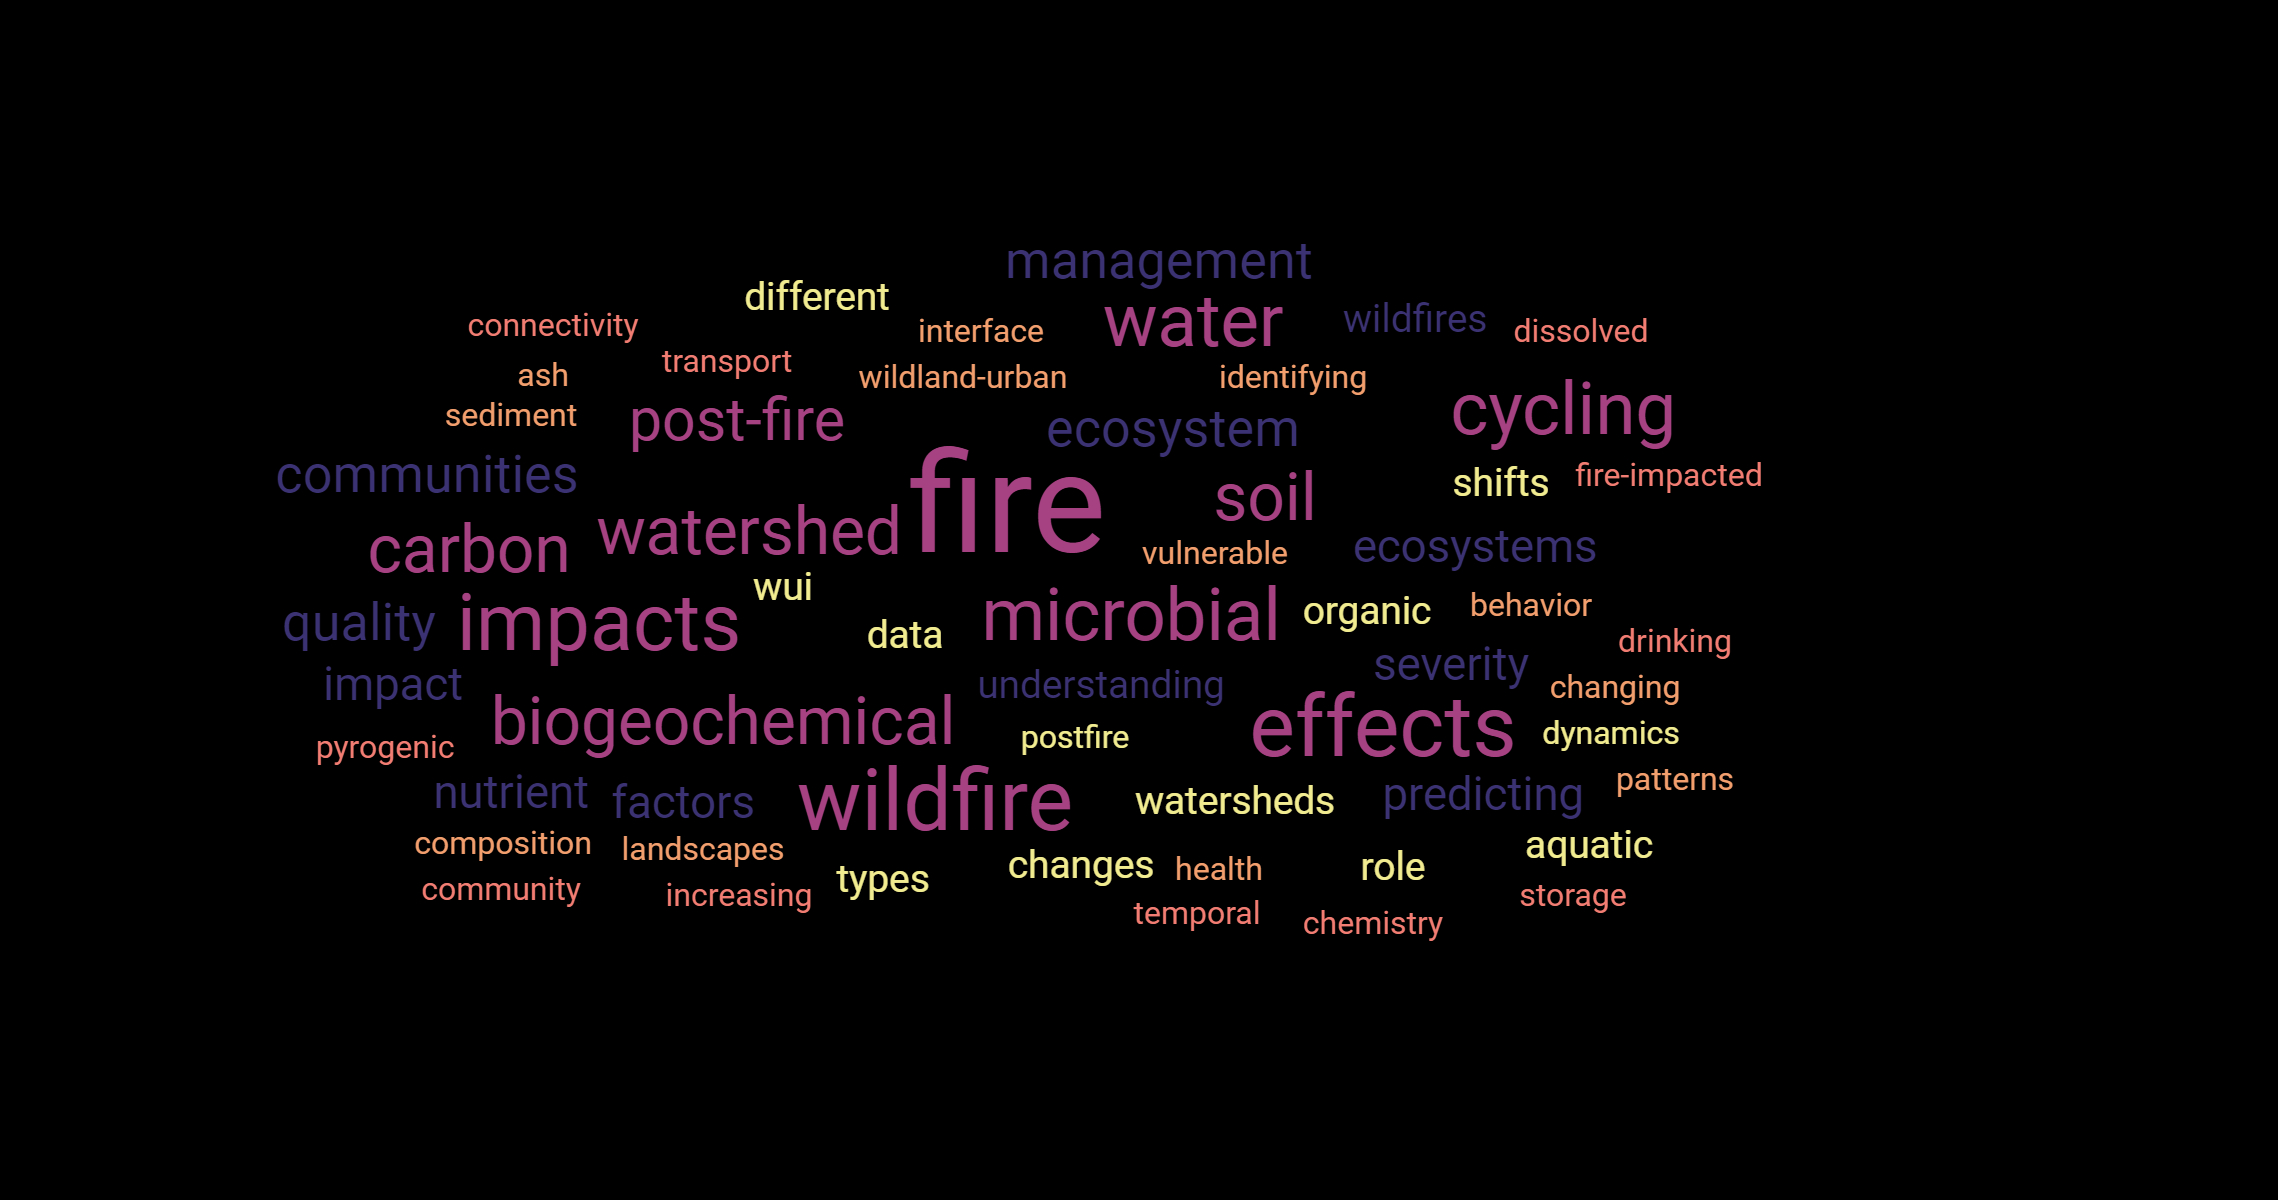 management
different
water
wildfires
connectivity
interface
dissolved
transport
ash
wildland-urban
identifying
sediment
post-fire
cycling
ecosystem
communities
fire
soil
shifts
fire-impacted
watershed
carbon
vulnerable
ecosystems
wui
quality
impacts
data
microbial
organic
behavior
drinking
impact
understanding
severity
changing
biogeochemical
effects
pyrogenic
postfire
dynamics
nutrient
factors
wildfire
watersheds
predicting
patterns
composition
landscapes
types
changes
health
role
aquatic
community
increasing
temporal
chemistry
storage